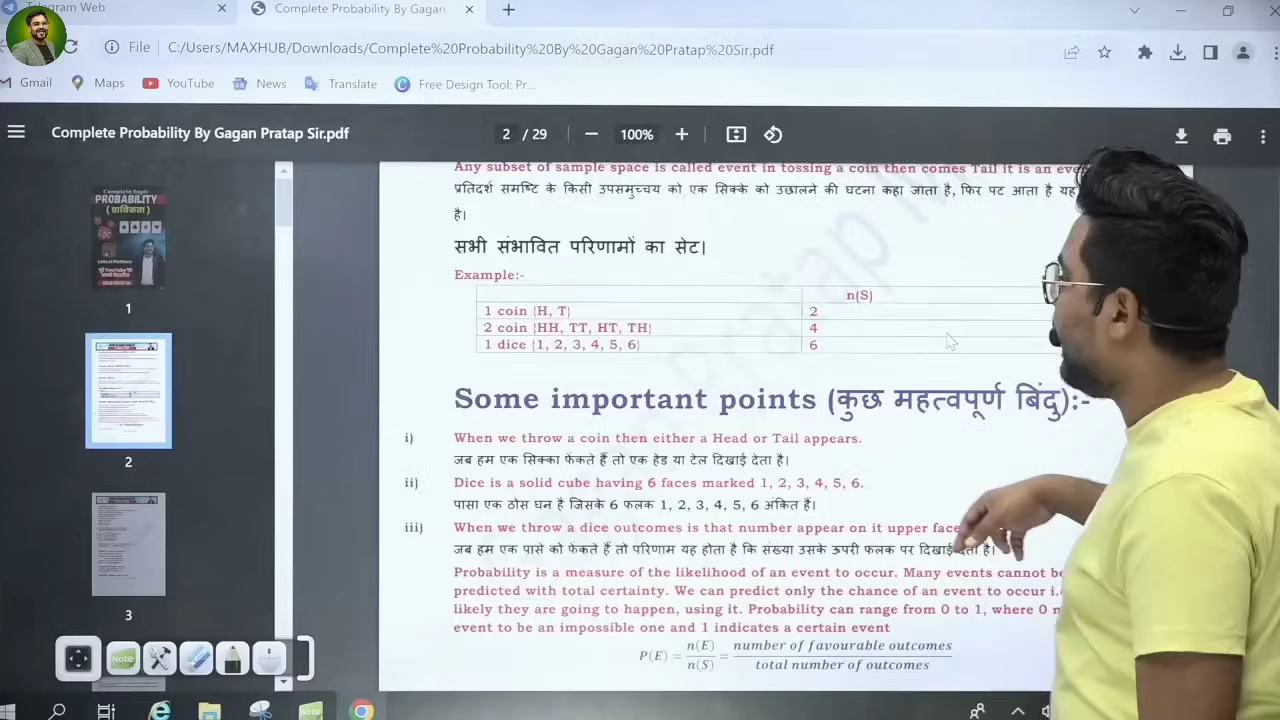 Telegram Web
Complete Probability By Gagan
File
C:/Users/MAXHUB/Downloads/Complete%20Probability%20By%20Gagan%20Pratap%20Sir.pdf
Gmail
Maps
YouTube
News
Translate
Free Design Tool: Pr...
Complete Probability By Gagan Pratap Sir.pdf
2 / 29
100%
Any subset of sample space is called event in tossing a coin then comes Tail it is an
प्रतिदर्श समष्टि के किसी उपसमुच्चय को एक सिक्के को उछालने की घटना कहा जाता है, फिर पट आता है यह
है।
सभी संभावित परिणामों का सेट।
Example:-
n(S)
1 coin {H, T} 2
2 coin {HH, TT, HT, TH} 4
1 dice {1, 2, 3, 4, 5, 6} 6
Some important points (कुछ महत्वपूर्ण बिंदु):-
i) When we throw a coin then either a Head or Tail appears.
जब हम एक सिक्का फेंकते हैं तो एक हेड या टेल दिखाई देता है।
ii) Dice is a solid cube having 6 faces marked 1, 2, 3, 4, 5, 6.
पासा एक ठोस घन है जिसके 6 फलक 1, 2, 3, 4, 5, 6 अंकित है।
iii) When we throw a dice outcomes is that number appear on it upper face
जब हम एक पासे को फेकते हैं तो परिणाम यह होता है कि संख्या उसके ऊपरी फलक पर दिखाई देता है।
Probability is a measure of the likelihood of an event to occur. Many events cannot be
predicted with total certainty. We can predict only the chance of an event to occur i.
likely they are going to happen, using it. Probability can range from 0 to 1, where 0
event to be an impossible one and 1 indicates a certain event
P(E) = n(E)/n(S) = number of favourable outcomes/total number of outcomes
Complete Topic
PROBABILITY
(प्रायिकता)
Latest Pattern
1
2
3
Note
Note